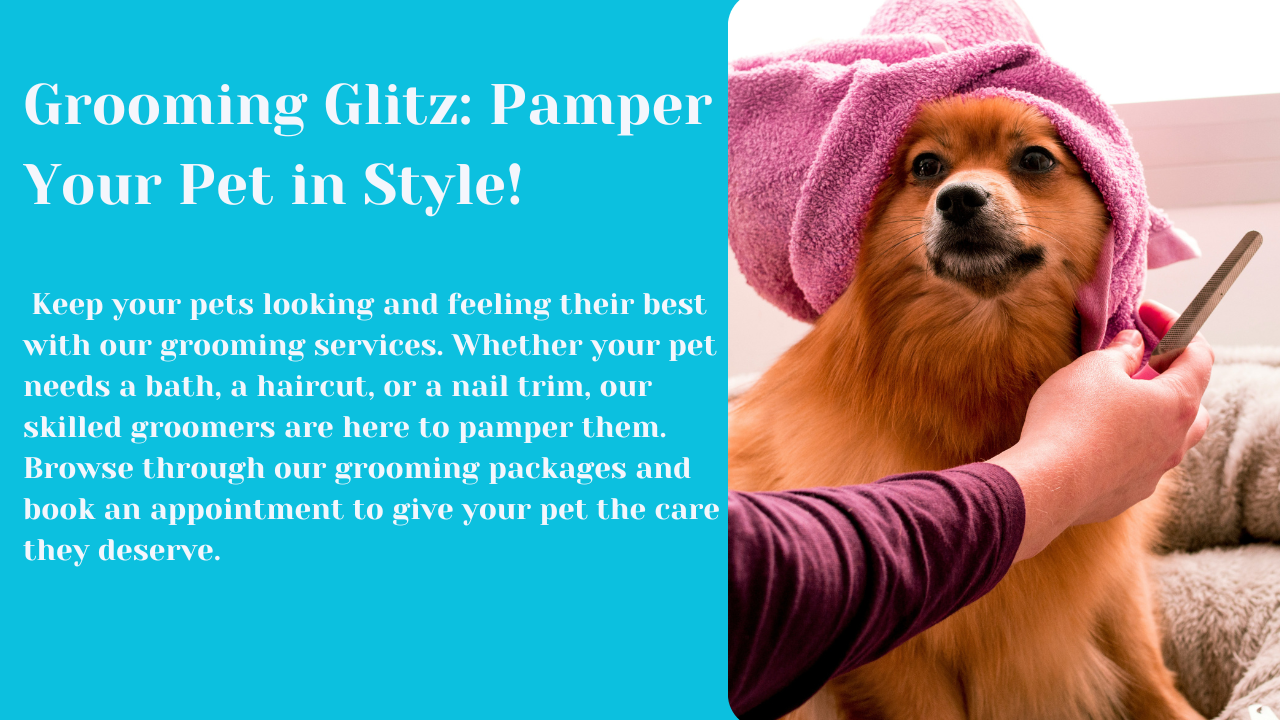 Grooming Glitz: Pamper
Your Pet in Style!
Keep your pets looking and feeling their best
with our grooming services. Whether your pet
needs a bath, a haircut, or a nail trim, our
skilled groomers are here to pamper them.
Browse through our grooming packages and
book an appointment to give your pet the care
they deserve.